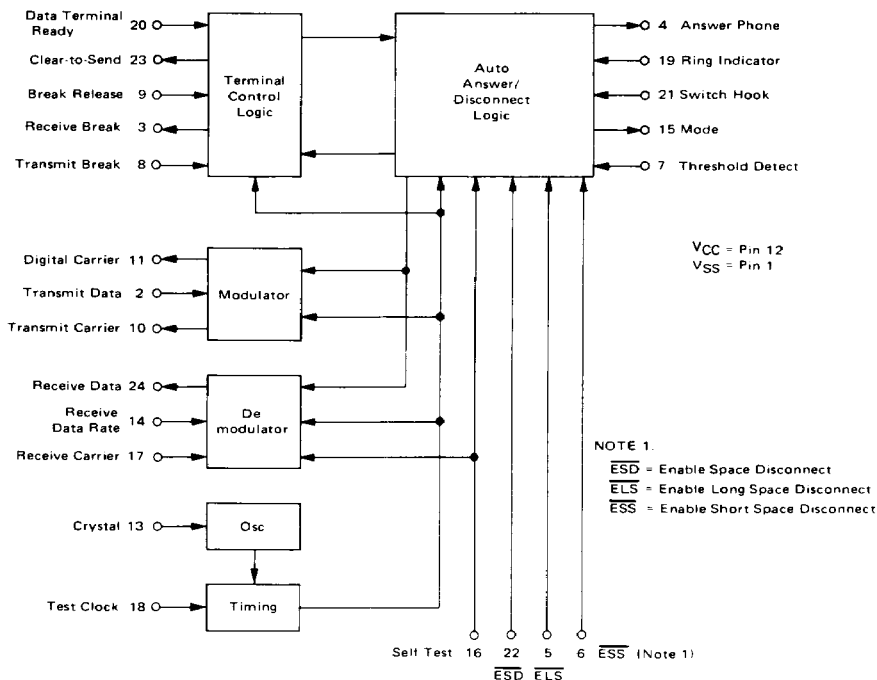 Data Terminal
Ready 20
Clear-to-Send 23
Break Release 9
Receive Break 3
Transmit Break 8
Terminal
Control
Logic
Auto
Answer/
Disconnect
Logic
4 Answer Phone
19 Ring Indicator
21 Switch Hook
15 Mode
7 Threshold Detect
VCC = Pin 12
VSS = Pin 1
Digital Carrier 11
Transmit Data 2
Transmit Carrier 10
Modulator
Receive Data 24
Receive
Data Rate 14
Receive Carrier 17
De
modulator
NOTE 1.
ESD = Enable Space Disconnect
ELS = Enable Long Space Disconnect
ESS = Enable Short Space Disconnect
Crystal 13
Osc
Test Clock 18
Timing
Self Test 16 22 5 6 ESS (Note 1)
ESD ELS